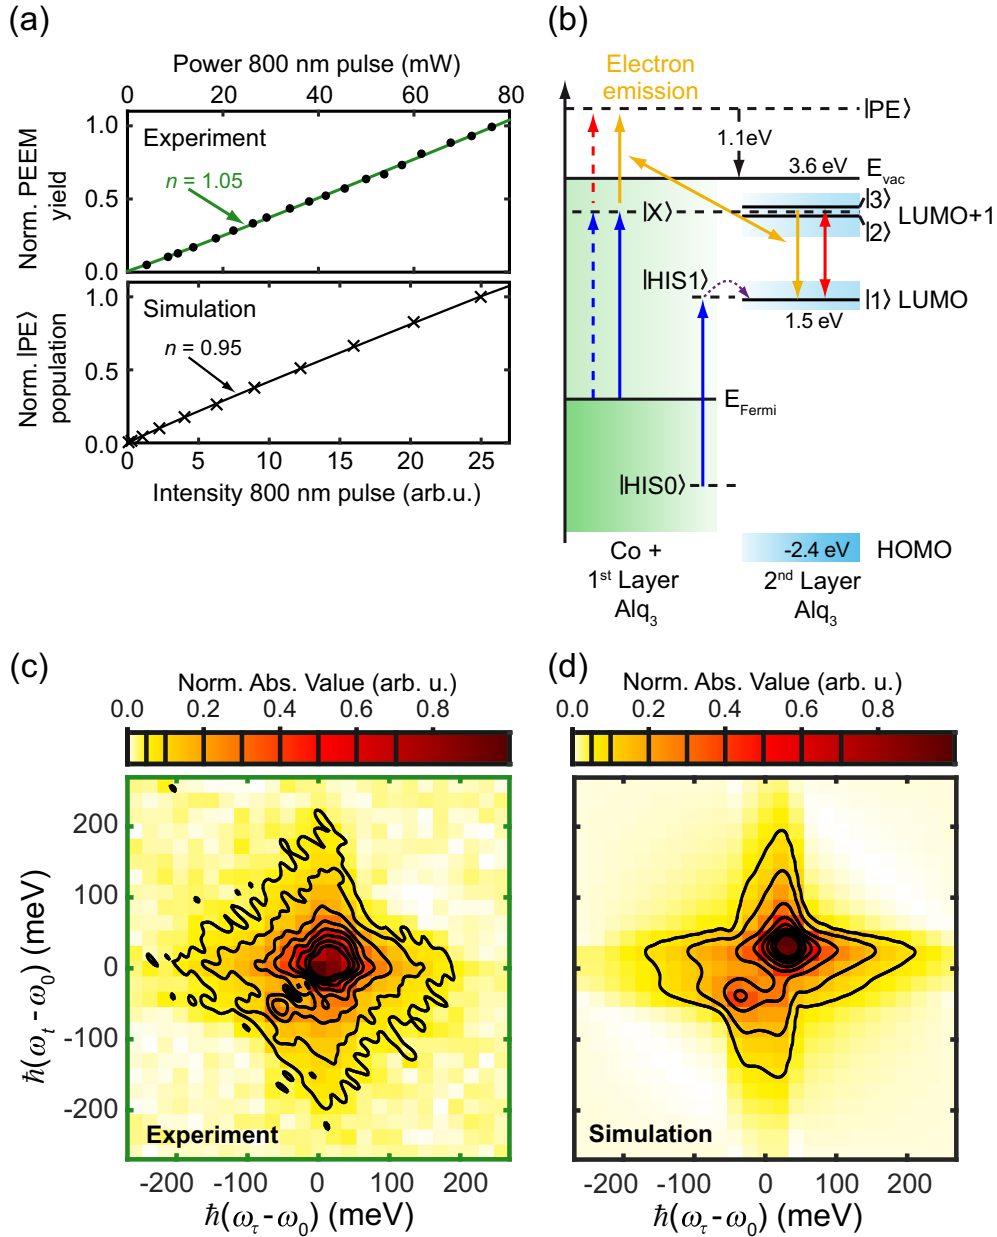 (a)
Power 800 nm pulse (mW)
0 20 40 60 80
Norm. PEEM
yield
1.0
0.5
0.0
Experiment
n = 1.05
Norm. |PE⟩
population
1.0
0.5
0.0
Simulation
n = 0.95
0 5 10 15 20 25
Intensity 800 nm pulse (arb.u.)
(b)
Electron
emission
|PE⟩
1.1eV
3.6 eV
E_vac
|X⟩
|3⟩
LUMO+1
|2⟩
|HIS1⟩
|1⟩ LUMO
1.5 eV
E_Fermi
|HIS0⟩
-2.4 eV HOMO
Co +
1st Layer
Alq3
2nd Layer
Alq3
(c)
Norm. Abs. Value (arb. u.)
0.0 0.2 0.4 0.6 0.8
ħ(ω_t - ω_0) (meV)
200
100
0
-100
-200
Experiment
-200 -100 0 100 200
ħ(ω_τ - ω_0) (meV)
(d)
Norm. Abs. Value (arb. u.)
0.0 0.2 0.4 0.6 0.8
Simulation
-200 -100 0 100 200
ħ(ω_τ - ω_0) (meV)